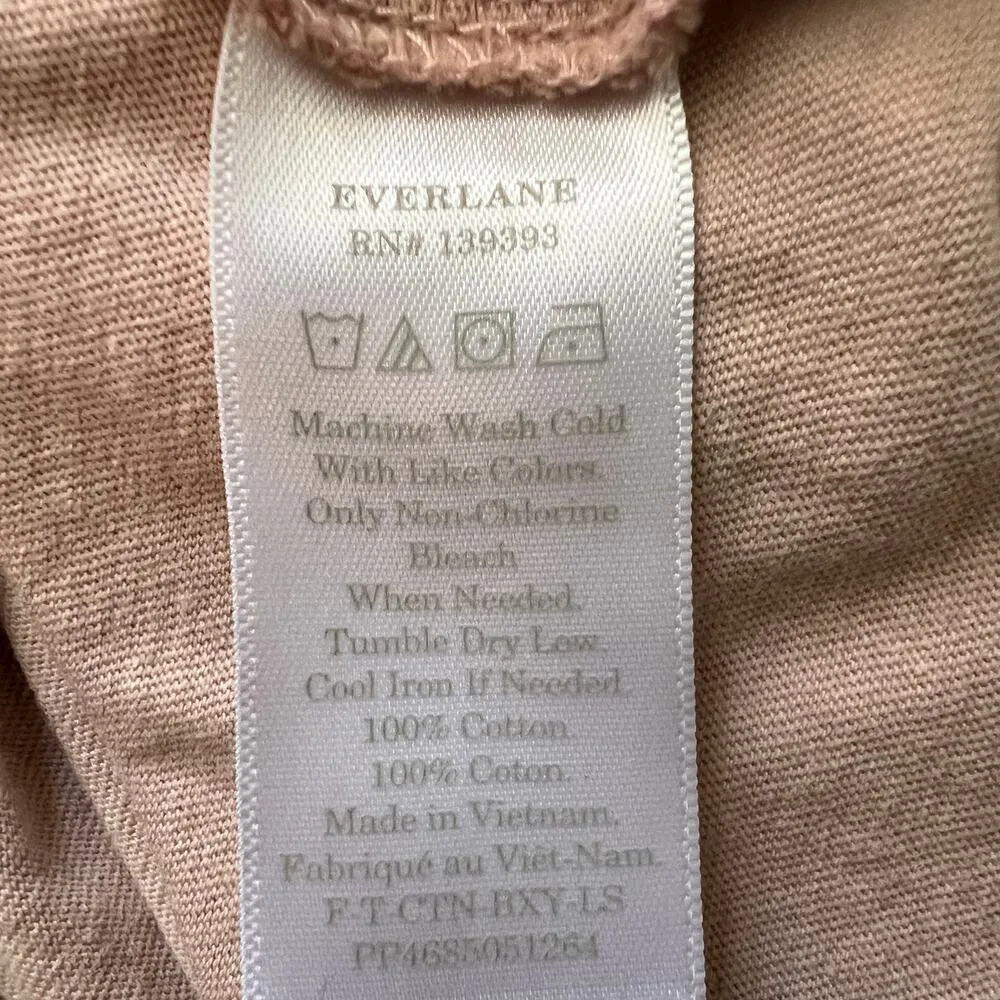 EVERLANE
RN# 139393
Machine Wash Cold
With Like Colors.
Only Non-Chlorine
Bleach
When Needed.
Tumble Dry Low.
Cool Iron If Needed.
100% Cotton.
100% Coton.
Made in Vietnam.
Fabriqué au Viêt-Nam.
F-T-CTN-BXY-LS
PP4685051264